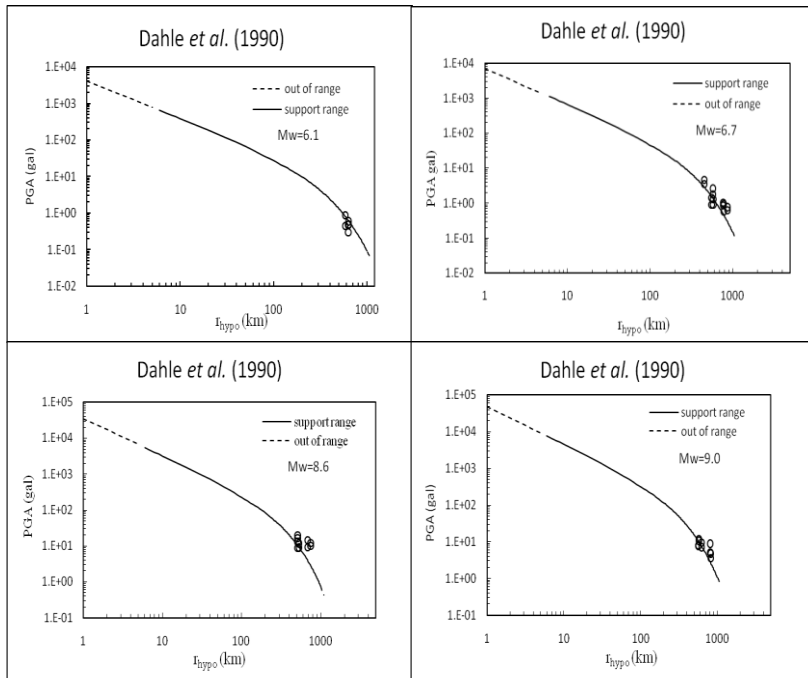 Dahle et al. (1990)
1.E+04
1.E+03
1.E+02
1.E+01
1.E+00
1.E-01
1.E-02
PGA (gal)
out of range
support range
Mw=6.1
1 10 100 1000
rhypo (km)
Dahle et al. (1990)
1.E+04
1.E+03
1.E+02
1.E+01
1.E+00
1.E-01
1.E-02
PGA (gal)
support range
out of range
Mw=6.7
1 10 100 1000
rhypo (km)
Dahle et al. (1990)
1.E+05
1.E+04
1.E+03
1.E+02
1.E+01
1.E+00
1.E-01
PGA (gal)
support range
out of range
Mw=8.6
1 10 100 1000
rhypo (km)
Dahle et al. (1990)
1.E+05
1.E+04
1.E+03
1.E+02
1.E+01
1.E+00
1.E-01
PGA (gal)
support range
out of range
Mw=9.0
1 10 100 1000
rhypo (km)